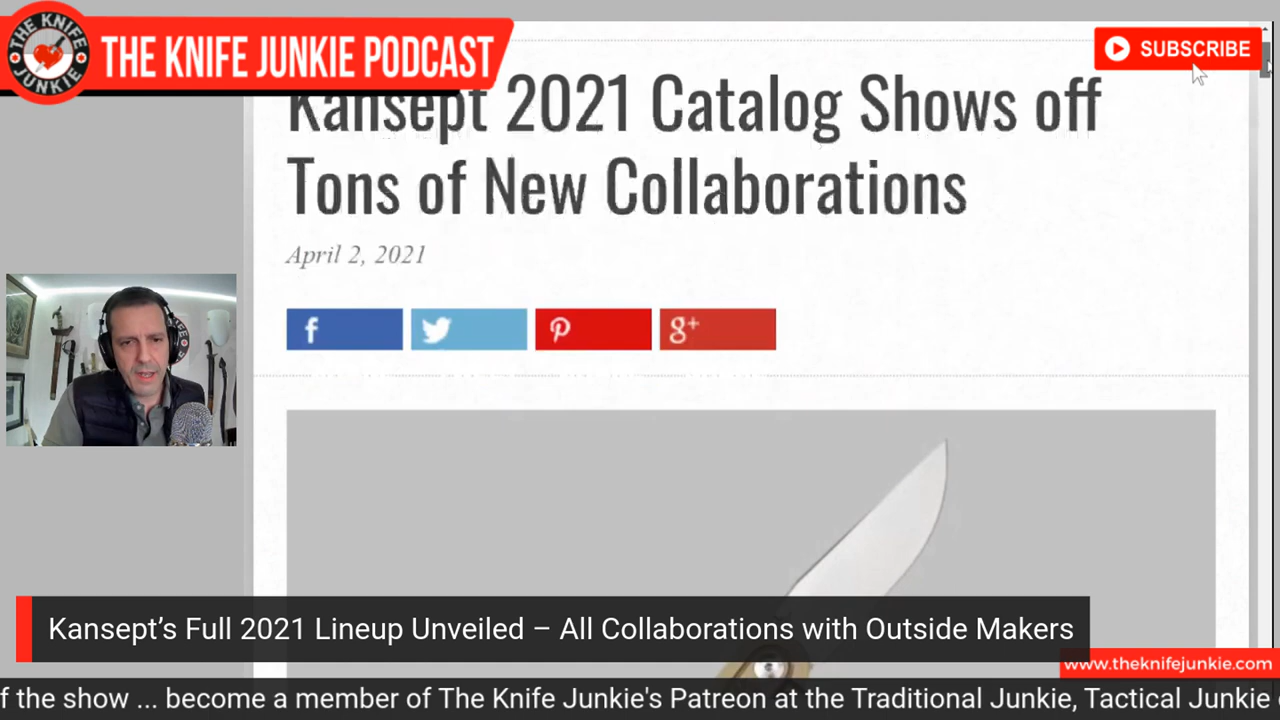 THE KNIFE JUNKIE
THE KNIFE JUNKIE PODCAST
SUBSCRIBE
Kansept 2021 Catalog Shows off
Tons of New Collaborations
April 2, 2021
f
g+
Kansept’s Full 2021 Lineup Unveiled – All Collaborations with Outside Makers
www.theknifejunkie.com
f the show ... become a member of The Knife Junkie's Patreon at the Traditional Junkie, Tactical Junkie